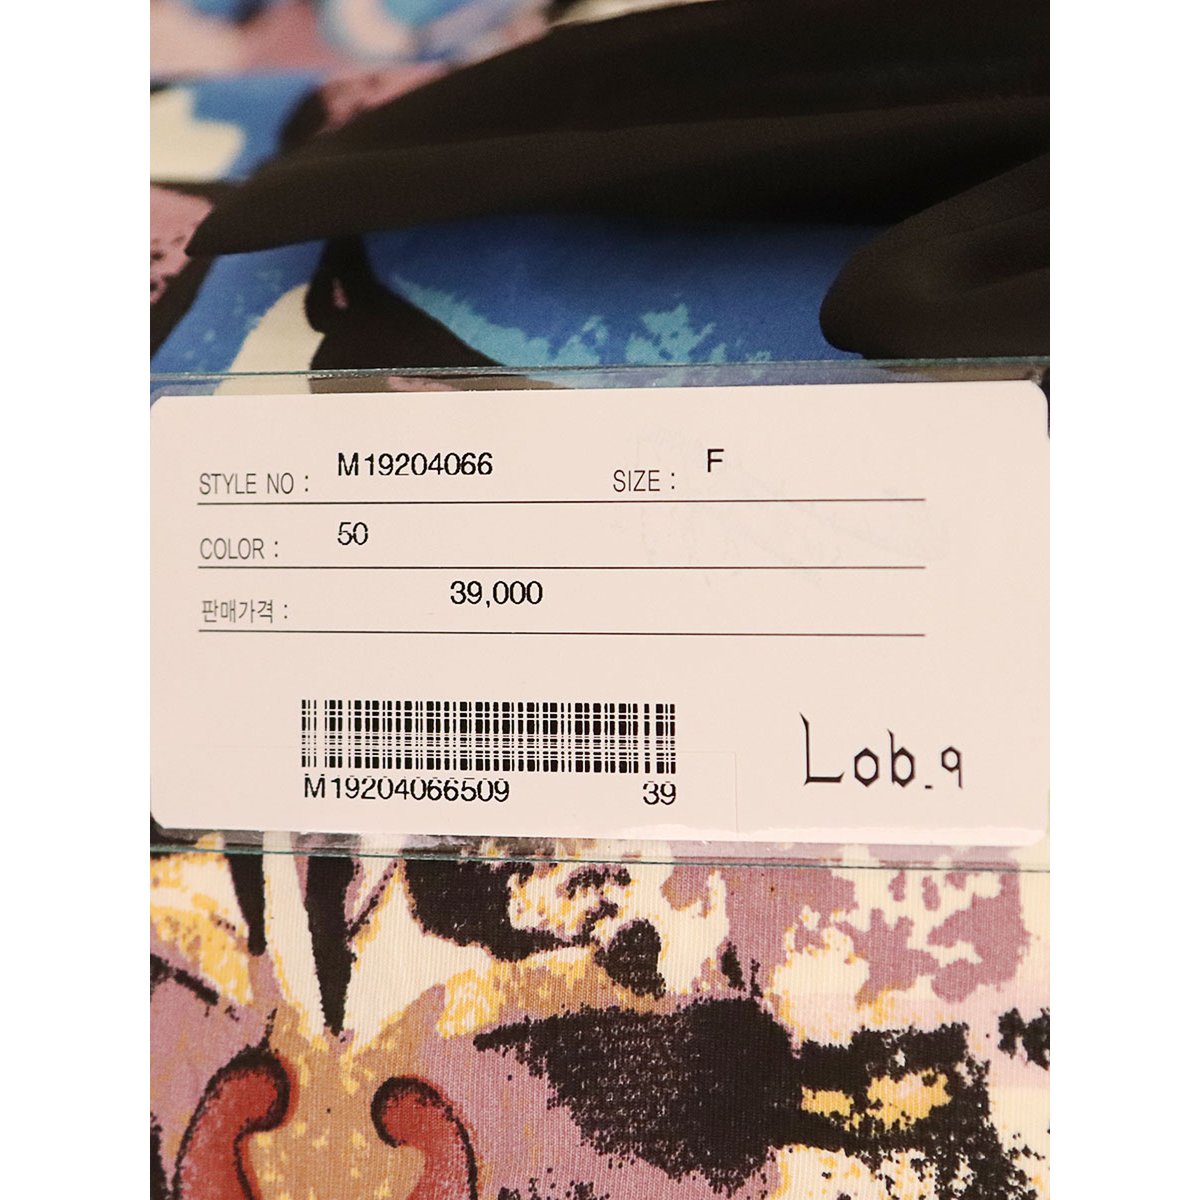 STYLE NO : M19204066 SIZE : F
COLOR : 50
판매가격 : 39,000
M19204066509 39
Lob.9